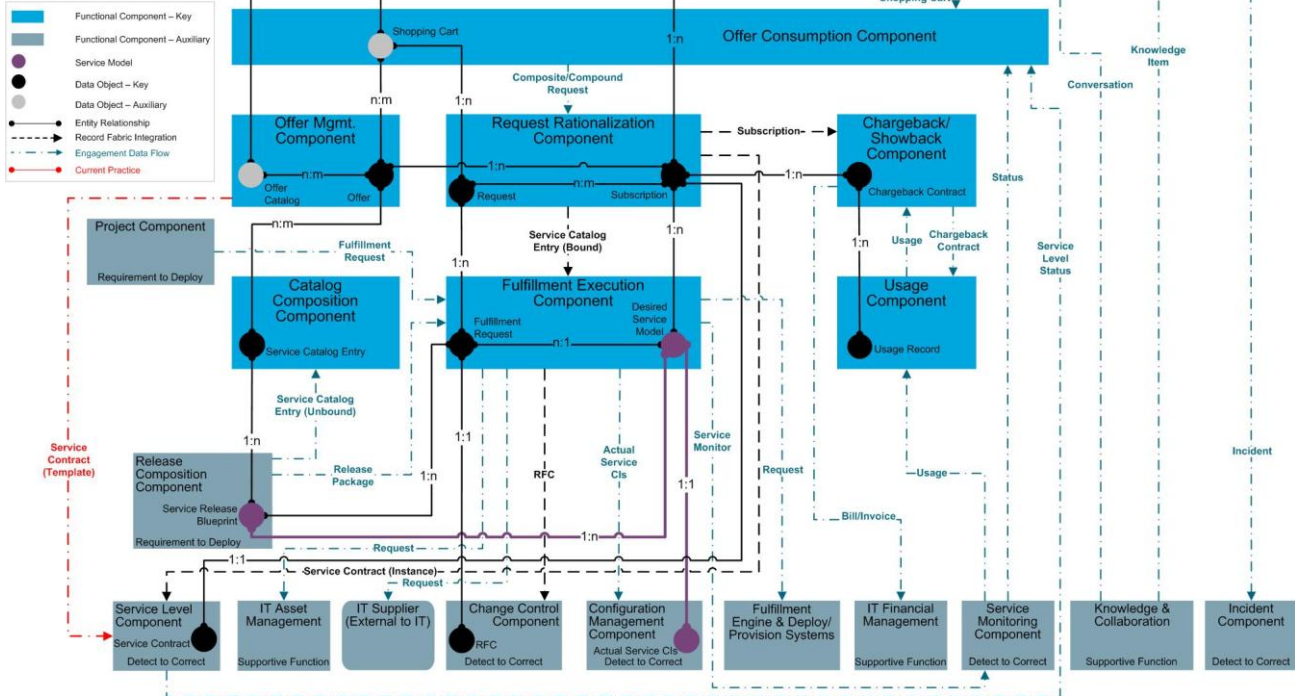 Functional Component – Key
Functional Component – Auxiliary
Service Model
Data Object – Key
Data Object – Auxiliary
Entity Relationship
Record Fabric Integration
Engagement Data Flow
Current Practice
Shopping Cart
Shopping Cart
1:n
Offer Consumption Component
Knowledge
Item
Conversation
Composite/Compound
Request
n:m
1:n
Offer Mgmt.
Component
Request Rationalization
Component
Subscription
Chargeback/
Showback
Component
1:n
n:m
n:m
1:n
Offer
Catalog
Offer
Request
Subscription
Chargeback Contract
Status
n:m
Project Component
Requirement to Deploy
Fulfillment
Request
Service Catalog
Entry (Bound)
1:n
1:n
1:n
Usage
Chargeback
Contract
Service
Level
Status
Catalog
Composition
Component
Service Catalog Entry
Fulfillment Execution
Component
Fulfillment
Request
Desired
Service
Model
n:1
Usage
Component
Usage Record
Service Catalog
Entry (Unbound)
Service
Contract
(Template)
1:n
Release
Composition
Component
Service Release
Blueprint
Requirement to Deploy
Release
Package
1:n
1:1
RFC
Actual
Service
CIs
Service
Monitor
1:1
Request
Usage
Incident
Bill/Invoice
1:n
Request
1:1
Service Contract (Instance)
Request
Service Level
Component
Service Contract
Detect to Correct
IT Asset
Management
Supportive Function
IT Supplier
(External to IT)
Change Control
Component
RFC
Detect to Correct
Configuration
Management
Component
Actual Service CIs
Detect to Correct
Fulfillment
Engine & Deploy/
Provision Systems
IT Financial
Management
Supportive Function
Service
Monitoring
Component
Detect to Correct
Knowledge &
Collaboration
Supportive Function
Incident
Component
Detect to Correct